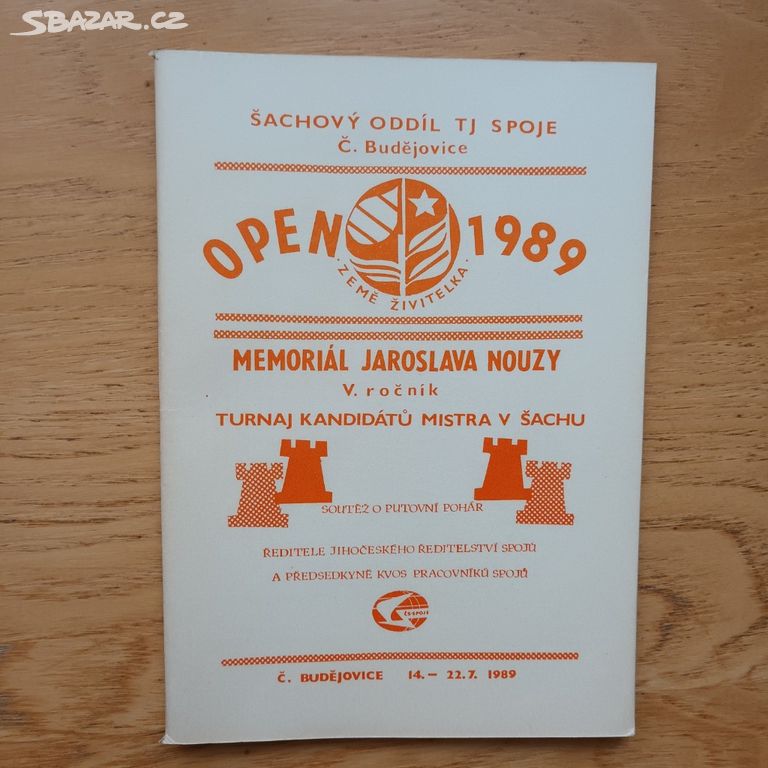 SBAZAR.CZ
ŠACHOVÝ ODDÍL TJ SPOJE
Č. Budějovice
OPEN 1989
· ZEMĚ ŽIVITELKA ·
MEMORIÁL JAROSLAVA NOUZY
V. ročník
TURNAJ KANDIDÁTŮ MISTRA V ŠACHU
SOUTĚŽ O PUTOVNÍ POHÁR
ŘEDITELE JIHOČESKÉHO ŘEDITELSTVÍ SPOJŮ
A PŘEDSEDKYNĚ KVOS PRACOVNÍKŮ SPOJŮ
ČS·SPOJE
Č. BUDĚJOVICE 14.— 22.7. 1989